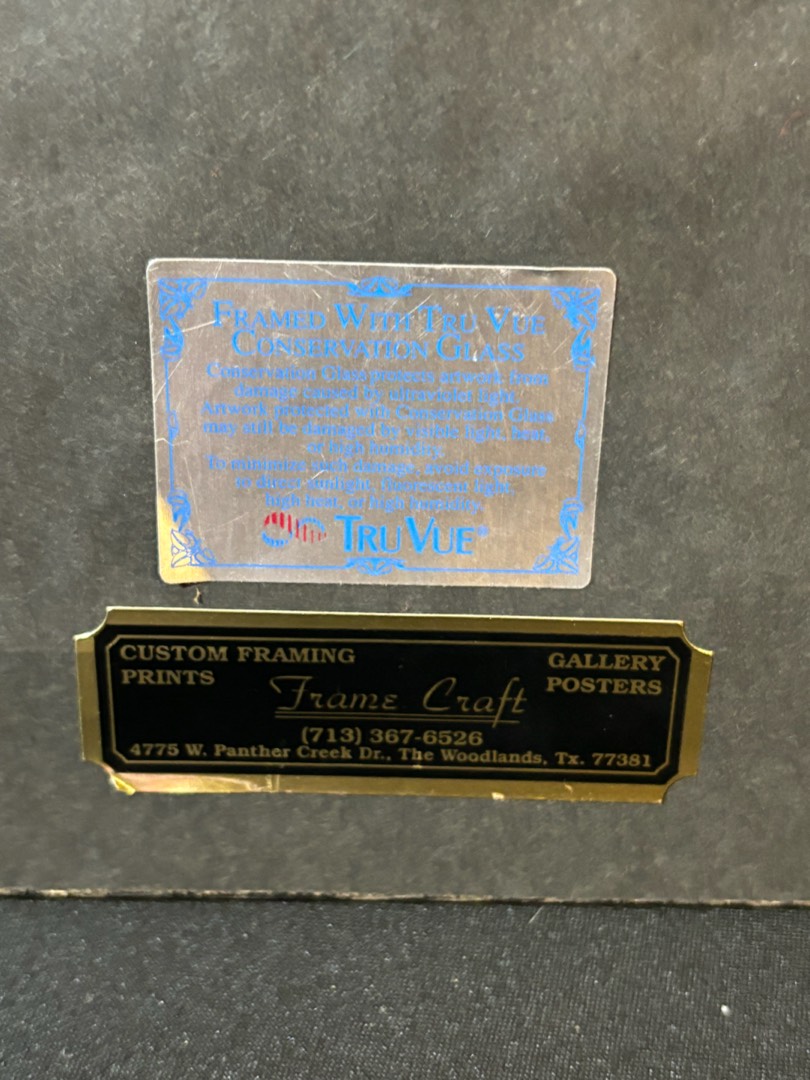 FRAMED WITH TRU VUE
CONSERVATION GLASS
Conservation Glass protects artwork from
damage caused by ultraviolet light.
Artwork protected with Conservation Glass
may still be damaged by visible light, heat,
or high humidity.
To minimize such damage, avoid exposure
to direct sunlight, fluorescent light,
high heat, or high humidity.
TRU VUE®
CUSTOM FRAMING
PRINTS
GALLERY
POSTERS
Frame Craft
(713) 367-6526
4775 W. Panther Creek Dr., The Woodlands, Tx. 77381